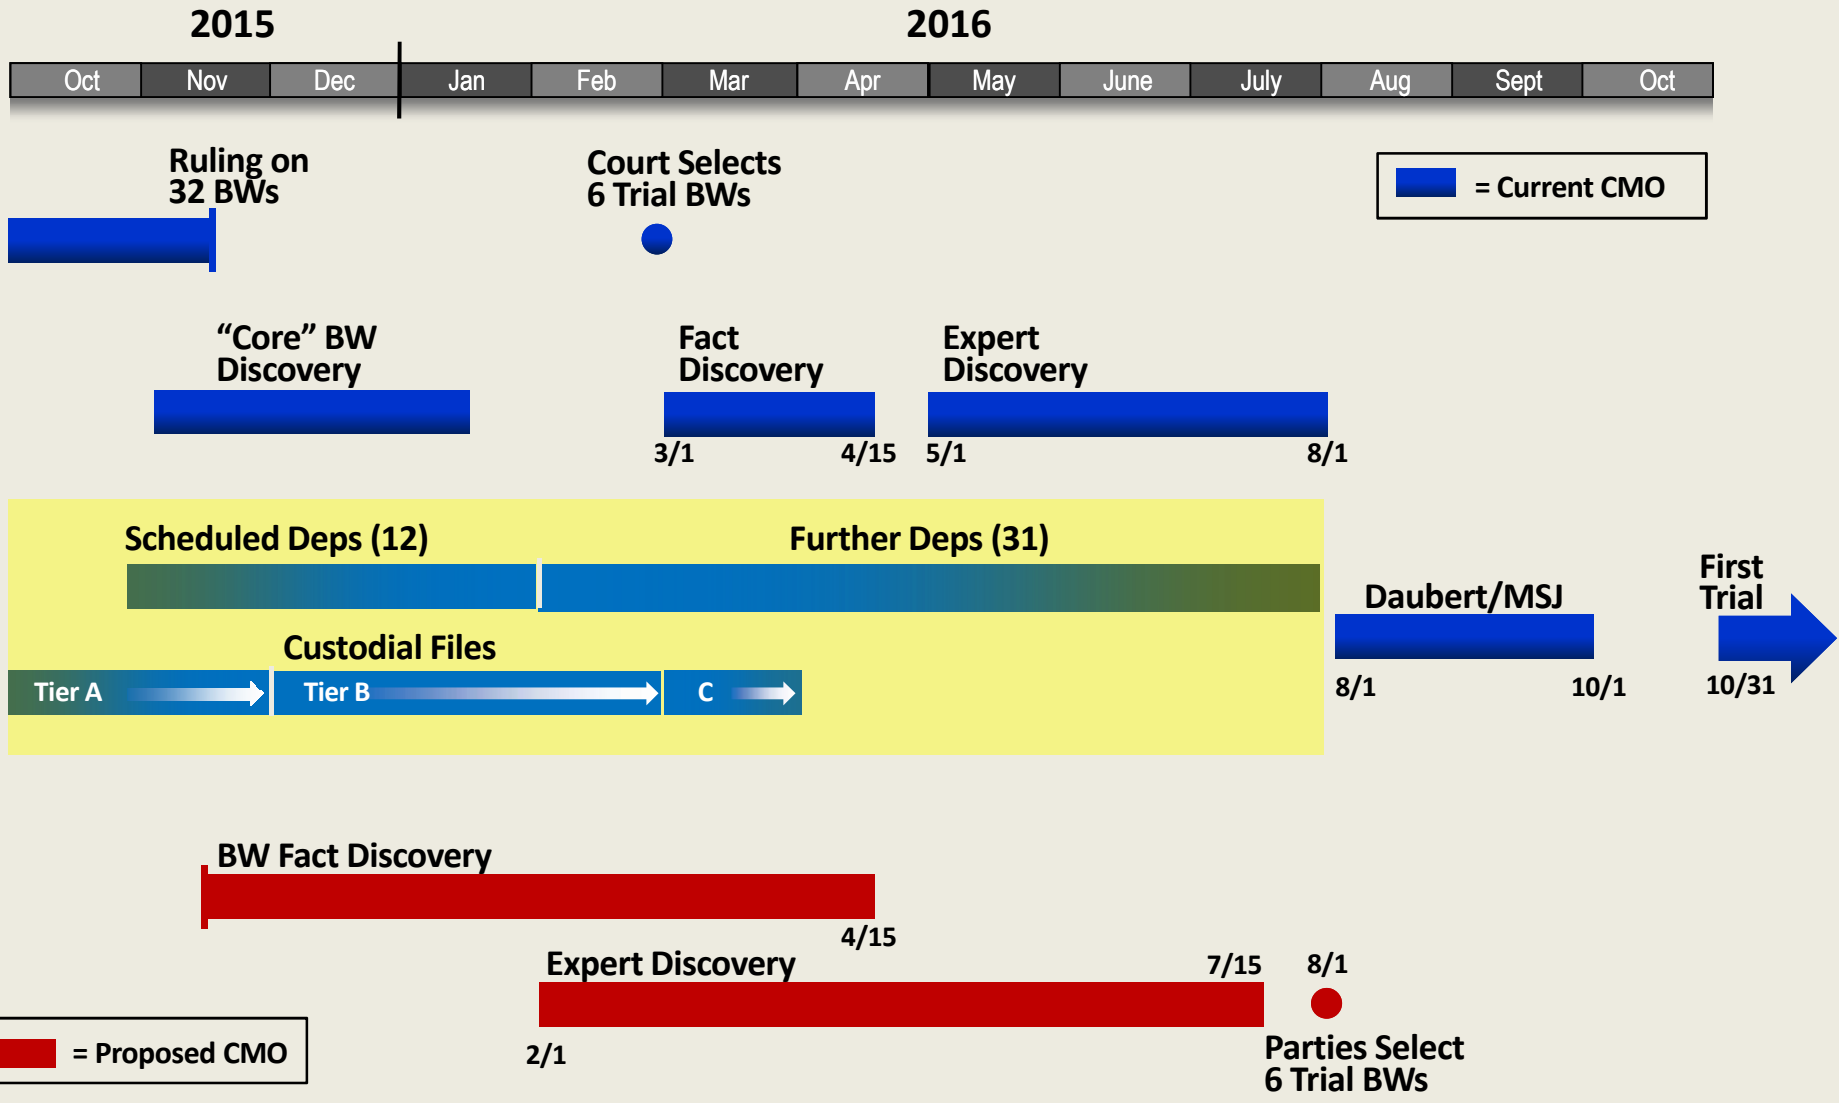 2015
2016
Oct Nov Dec Jan Feb Mar Apr May June July Aug Sept Oct
Ruling on
32 BWs
Court Selects
6 Trial BWs
= Current CMO
“Core” BW
Discovery
Fact
Discovery
Expert
Discovery
3/1
4/15
5/1
8/1
Scheduled Deps (12)
Further Deps (31)
Custodial Files
Tier A
Tier B
C
Daubert/MSJ
8/1
10/1
First
Trial
10/31
BW Fact Discovery
4/15
Expert Discovery
7/15
8/1
2/1
Parties Select
6 Trial BWs
= Proposed CMO